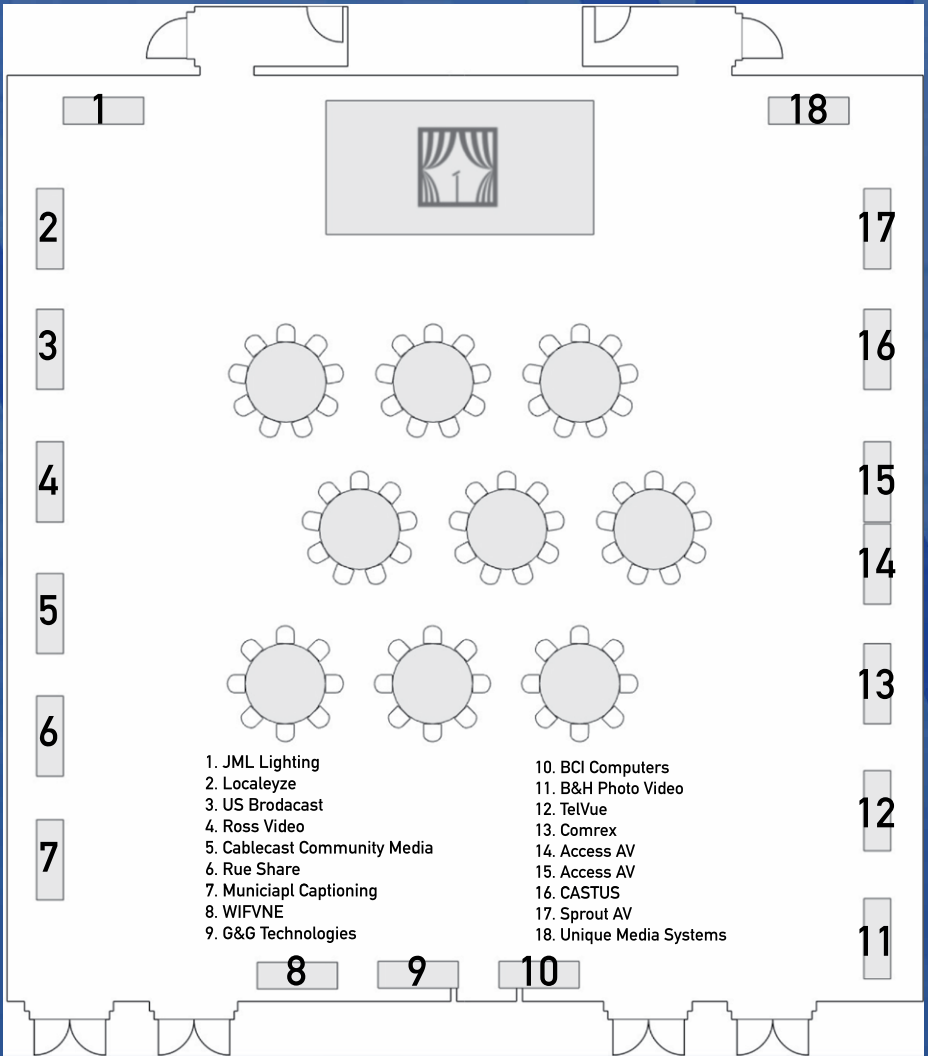 1
18
2
17
3
16
4
15
14
5
13
6
12
7
11
1. JML Lighting
2. Localeyze
3. US Brodacast
4. Ross Video
5. Cablecast Community Media
6. Rue Share
7. Municiapl Captioning
8. WIFVNE
9. G&G Technologies
10. BCI Computers
11. B&H Photo Video
12. TelVue
13. Comrex
14. Access AV
15. Access AV
16. CASTUS
17. Sprout AV
18. Unique Media Systems
8
9
10